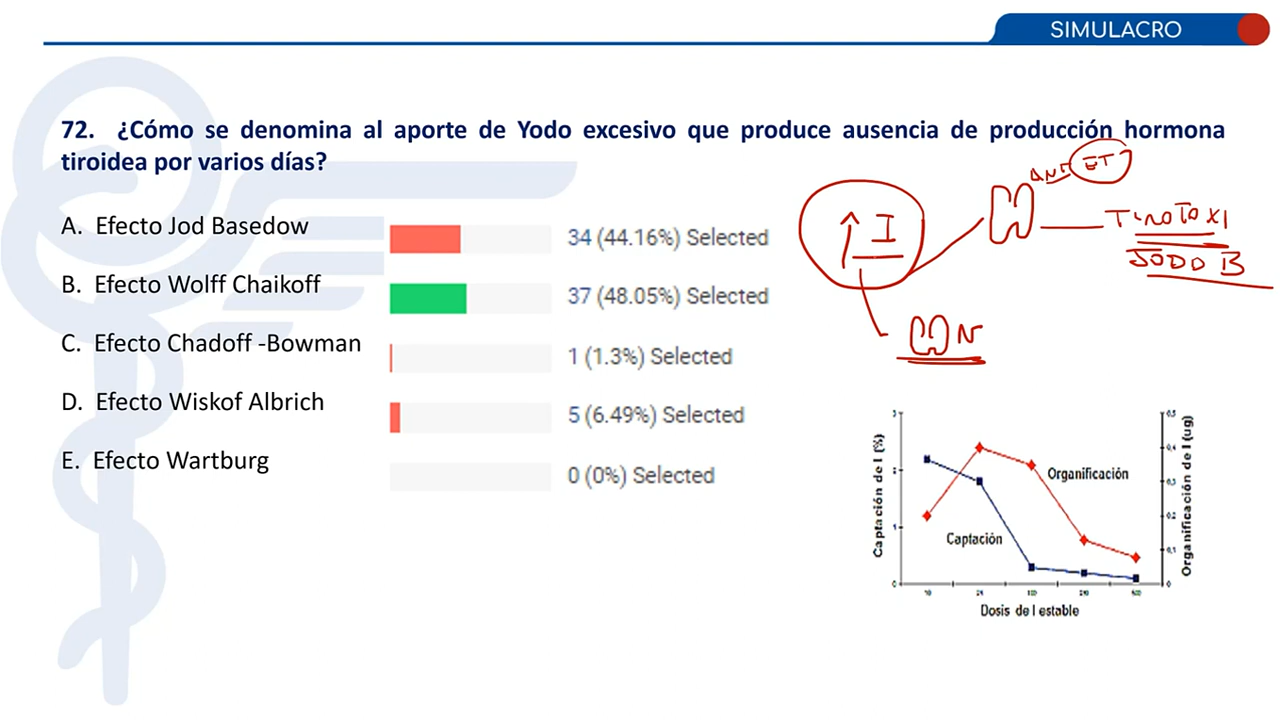 SIMULACRO
72. ¿Cómo se denomina al aporte de Yodo excesivo que produce ausencia de producción hormona
tiroidea por varios días?
A. Efecto Jod Basedow
34 (44.16%) Selected
B. Efecto Wolff Chaikoff
37 (48.05%) Selected
C. Efecto Chadoff -Bowman
1 (1.3%) Selected
D. Efecto Wiskof Albrich
5 (6.49%) Selected
E. Efecto Wartburg
0 (0%) Selected
↑ I
ANT ET
TIROTOXI
JODO B
N
Captación de I (%)
Organificación de I (ug)
Organificación
Captación
Dosis de I estable